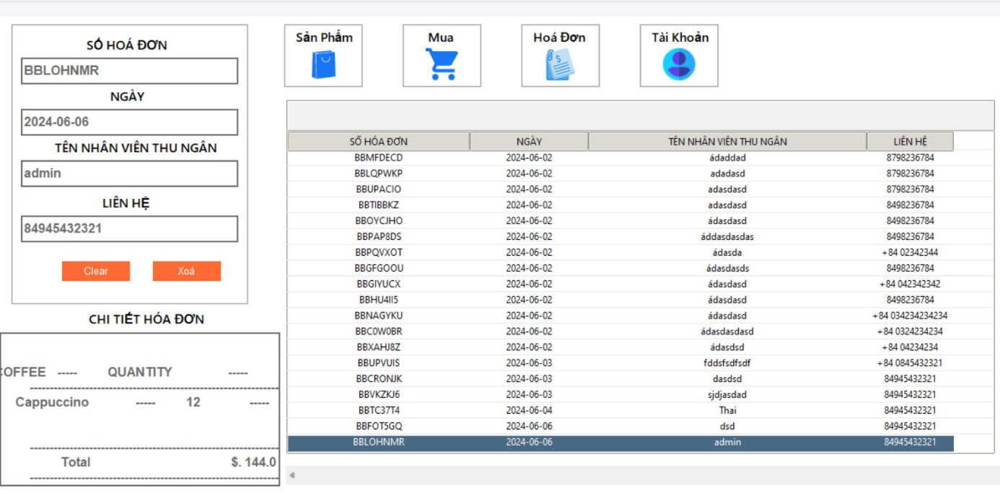 SỐ HOÁ ĐƠN
BBLOHNMR
NGÀY
2024-06-06
TÊN NHÂN VIÊN THU NGÂN
admin
LIÊN HỆ
84945432321
Clear Xoá
CHI TIẾT HÓA ĐƠN
COFFEE ----- QUANTITY -----
Cappuccino ----- 12 -----
Total $. 144.0
Sản Phẩm Mua Hoá Đơn Tài Khoản
SỐ HÓA ĐƠN NGÀY TÊN NHÂN VIÊN THU NGÂN LIÊN HỆ
BBMFDECD 2024-06-02 ádaddad 8798236784
BBLQPWKP 2024-06-02 adadasd 8798236784
BBUPACIO 2024-06-02 adasdasd 8798236784
BBTIBBKZ 2024-06-02 adasdasd 8498236784
BBOYCJHO 2024-06-02 ádasdasd 8498236784
BBPAP8DS 2024-06-02 áddasdasdas 8498236784
BBPQVXOT 2024-06-02 ádasda +84 02342344
BBGFGOOU 2024-06-02 ádasdasds 8498236784
BBGIYUCX 2024-06-02 ádasdasd +84 042342342
BBHU4II5 2024-06-02 ádasdasd 8498236784
BBNAGYKU 2024-06-02 ádasdasd +84 034234234234
BBC0W0BR 2024-06-02 ádasdasdasd +84 0324234234
BBXAHJ8Z 2024-06-02 ádasdsd +84 04234234
BBUPVUIS 2024-06-03 fddsfsdfsdf +84 0845432321
BBCRONJK 2024-06-03 dasdsd 84945432321
BBVKZKJ6 2024-06-03 sjdjasdad 84945432321
BBTC37T4 2024-06-04 Thai 84945432321
BBFOT5GQ 2024-06-06 dsd 84945432321
BBLOHNMR 2024-06-06 admin 84945432321